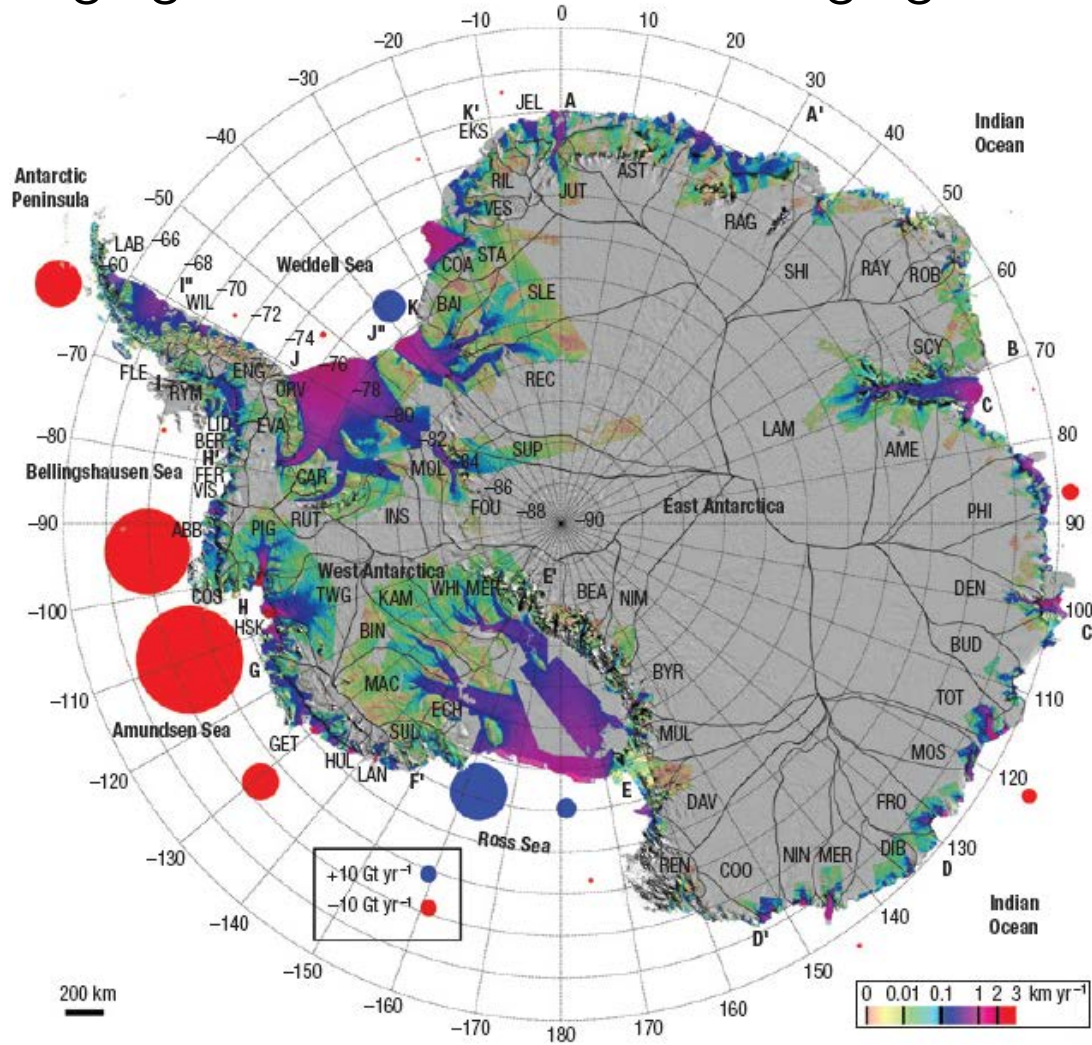 0
−10
10
−20
20
−30
30
−40
40
−50
50
60
70
80
90
100
110
120
130
140
150
160
170
180
−170
−160
−150
−140
−130
−120
−110
−100
−90
−80
−70
−60
−66
−68
−70
−72
−74
−76
−78
−80
−82
−84
−86
−88
−90
JEL
A
K'
EKS
A'
Indian
Ocean
Antarctic
Peninsula
RIL
VES
JUT
AST
RAG
LAB
Weddell Sea
I"
WIL
COA
STA
BAI
SLE
SHI
RAY
ROB
K
J"
J
SCY
B
FLE
RYM
I
ENG
ORV
REC
LAM
C
EVA
BER
H'
FER
VIS
Bellingshausen Sea
CAR
MOL
SUP
AME
ABB
PIG
RUT
INS
FOU
East Antarctica
PHI
West Antarctica
COS
H
HSK
TWG
KAM
WHI
MER
E'
BEA
NIM
DEN
BIN
G
MAC
ECH
BYR
BUD
TOT
Amundsen Sea
GET
HUL
LAN
SUL
F'
MUL
MOS
E
DAV
FRO
Ross Sea
REN
COO
NIN
MER
DIB
D
D'
Indian
Ocean
+10 Gt yr⁻¹
−10 Gt yr⁻¹
200 km
0 0.01 0.1 1 2 3 km yr⁻¹